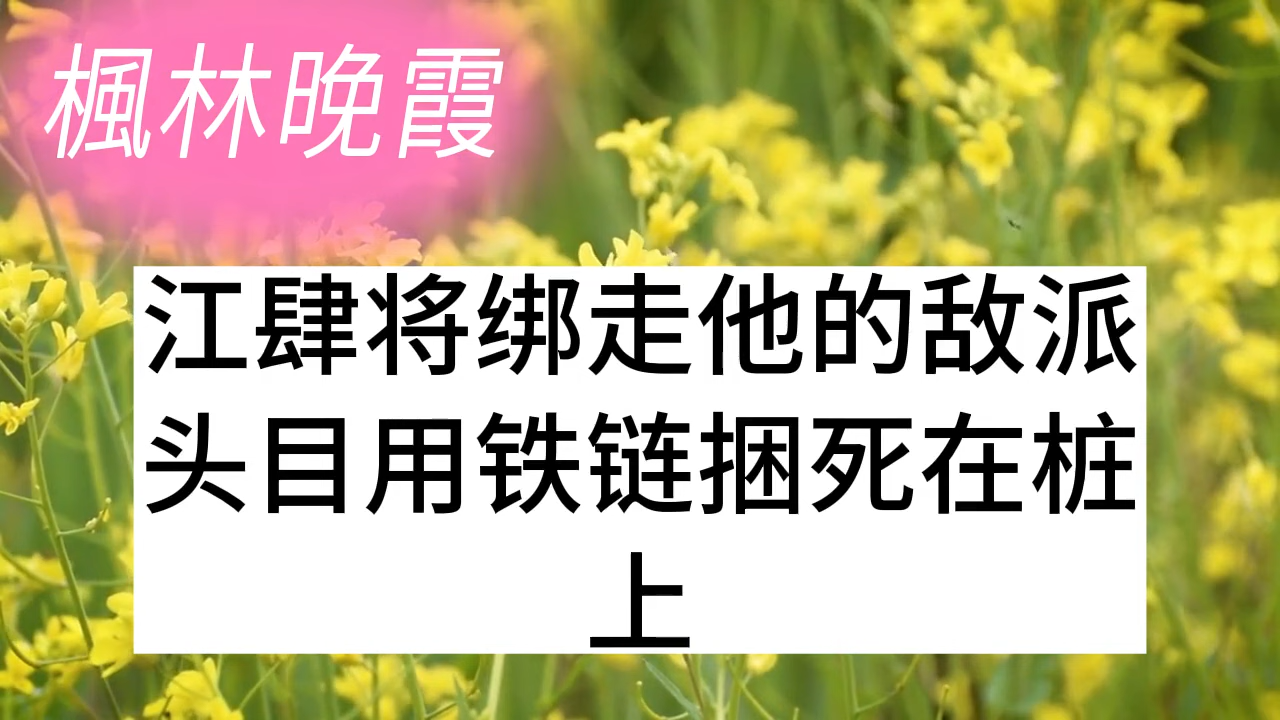 楓林晚霞
江肆将绑走他的敌派
头目用铁链捆死在桩
上